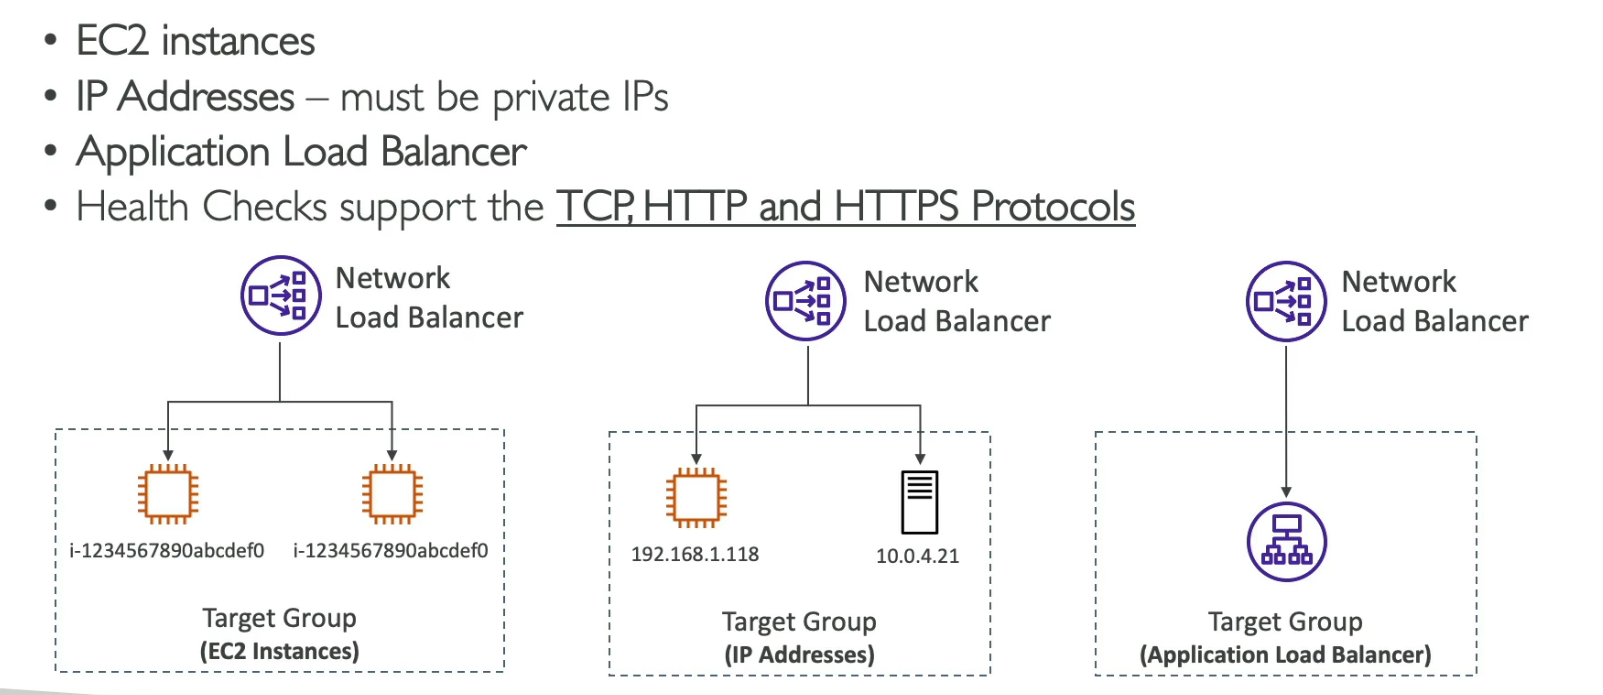 • EC2 instances
• IP Addresses – must be private IPs
• Application Load Balancer
• Health Checks support the TCP, HTTP and HTTPS Protocols
Network
Load Balancer
Network
Load Balancer
Network
Load Balancer
i-1234567890abcdef0
i-1234567890abcdef0
192.168.1.118
10.0.4.21
Target Group
(EC2 Instances)
Target Group
(IP Addresses)
Target Group
(Application Load Balancer)